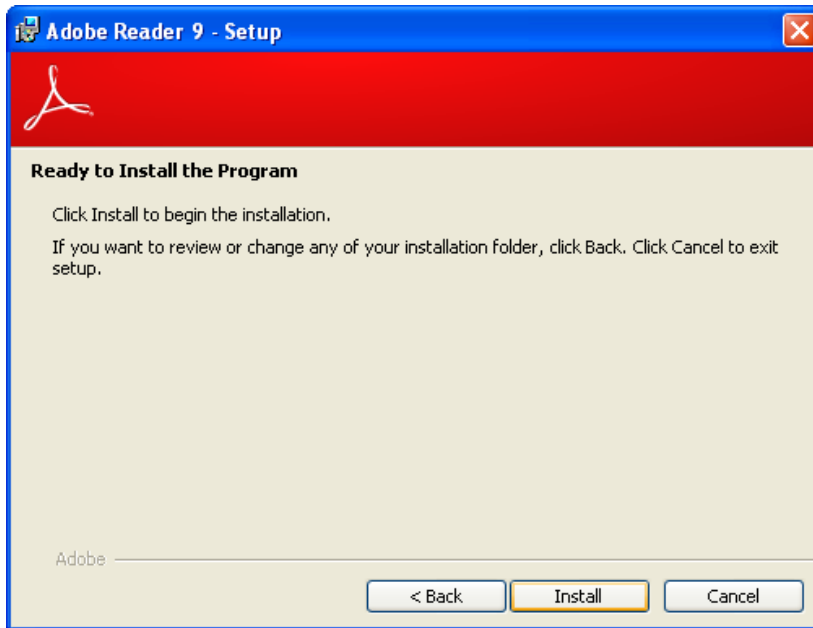 Adobe Reader 9 - Setup
Ready to Install the Program
Click Install to begin the installation.
If you want to review or change any of your installation folder, click Back. Click Cancel to exit
setup.
Adobe
< Back Install Cancel